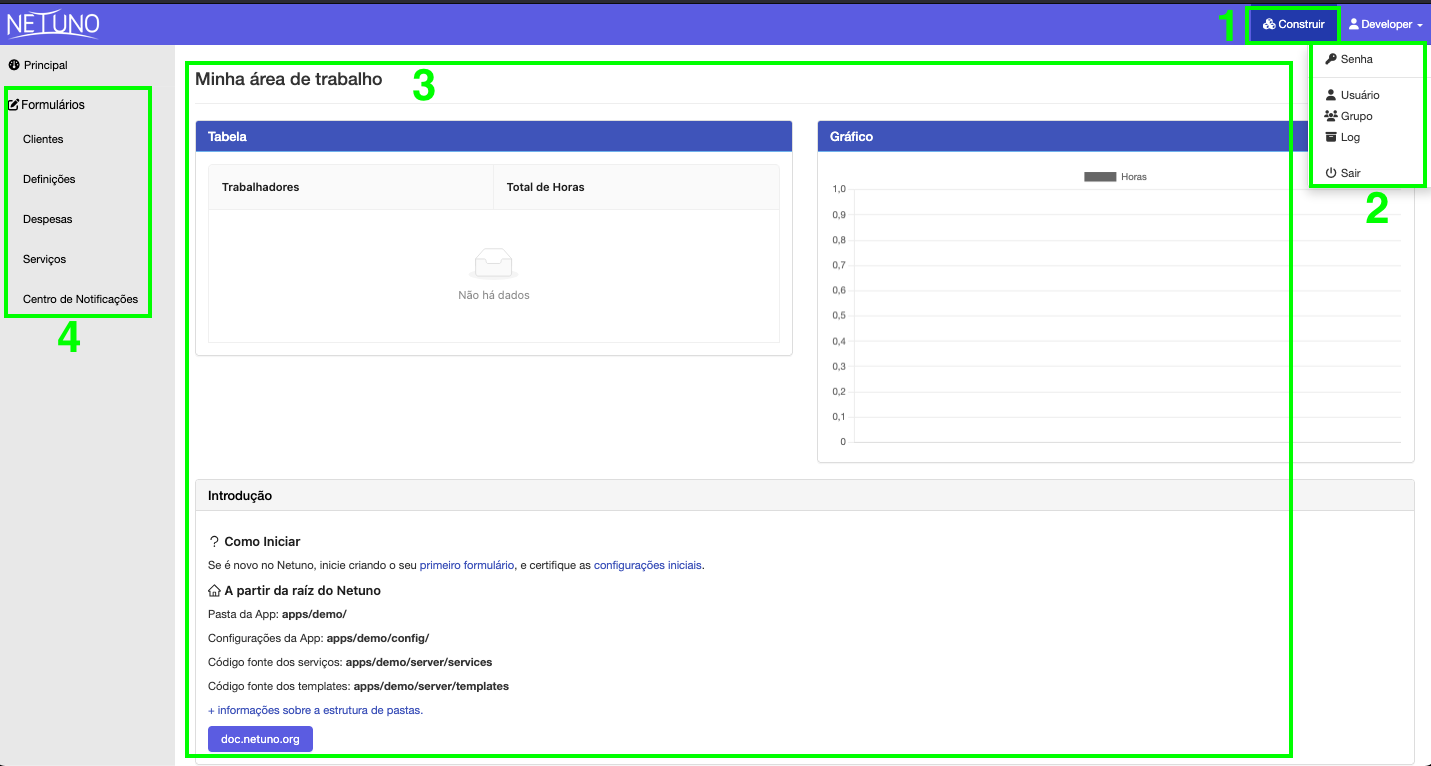 NETUNO
1
Construir
Developer
Principal
Formulários
Clientes
Definições
Despesas
Serviços
Centro de Notificações
4
Senha
Usuário
Grupo
Log
Sair
2
Minha área de trabalho
3
Tabela
Trabalhadores Total de Horas
Não há dados
Gráfico
Horas
1,0
0,9
0,8
0,7
0,6
0,5
0,4
0,3
0,2
0,1
0
Introdução
? Como Iniciar
Se é novo no Netuno, inicie criando o seu primeiro formulário, e certifique as configurações iniciais.
A partir da raíz do Netuno
Pasta da App: apps/demo/
Configurações da App: apps/demo/config/
Código fonte dos serviços: apps/demo/server/services
Código fonte dos templates: apps/demo/server/templates
+ informações sobre a estrutura de pastas.
doc.netuno.org